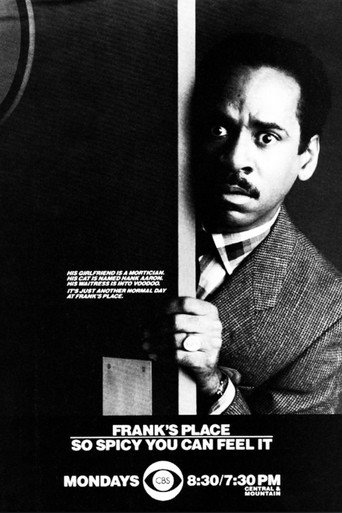 HIS GIRLFRIEND IS A MORTICIAN.
HIS CAT IS NAMED HANK AARON.
HIS WAITRESS IS INTO VOODOO.
IT'S JUST ANOTHER NORMAL DAY
AT FRANK'S PLACE.
FRANK'S PLACE
SO SPICY YOU CAN FEEL IT
MONDAYS CBS 8:30/7:30 PM
CENTRAL &
MOUNTAIN